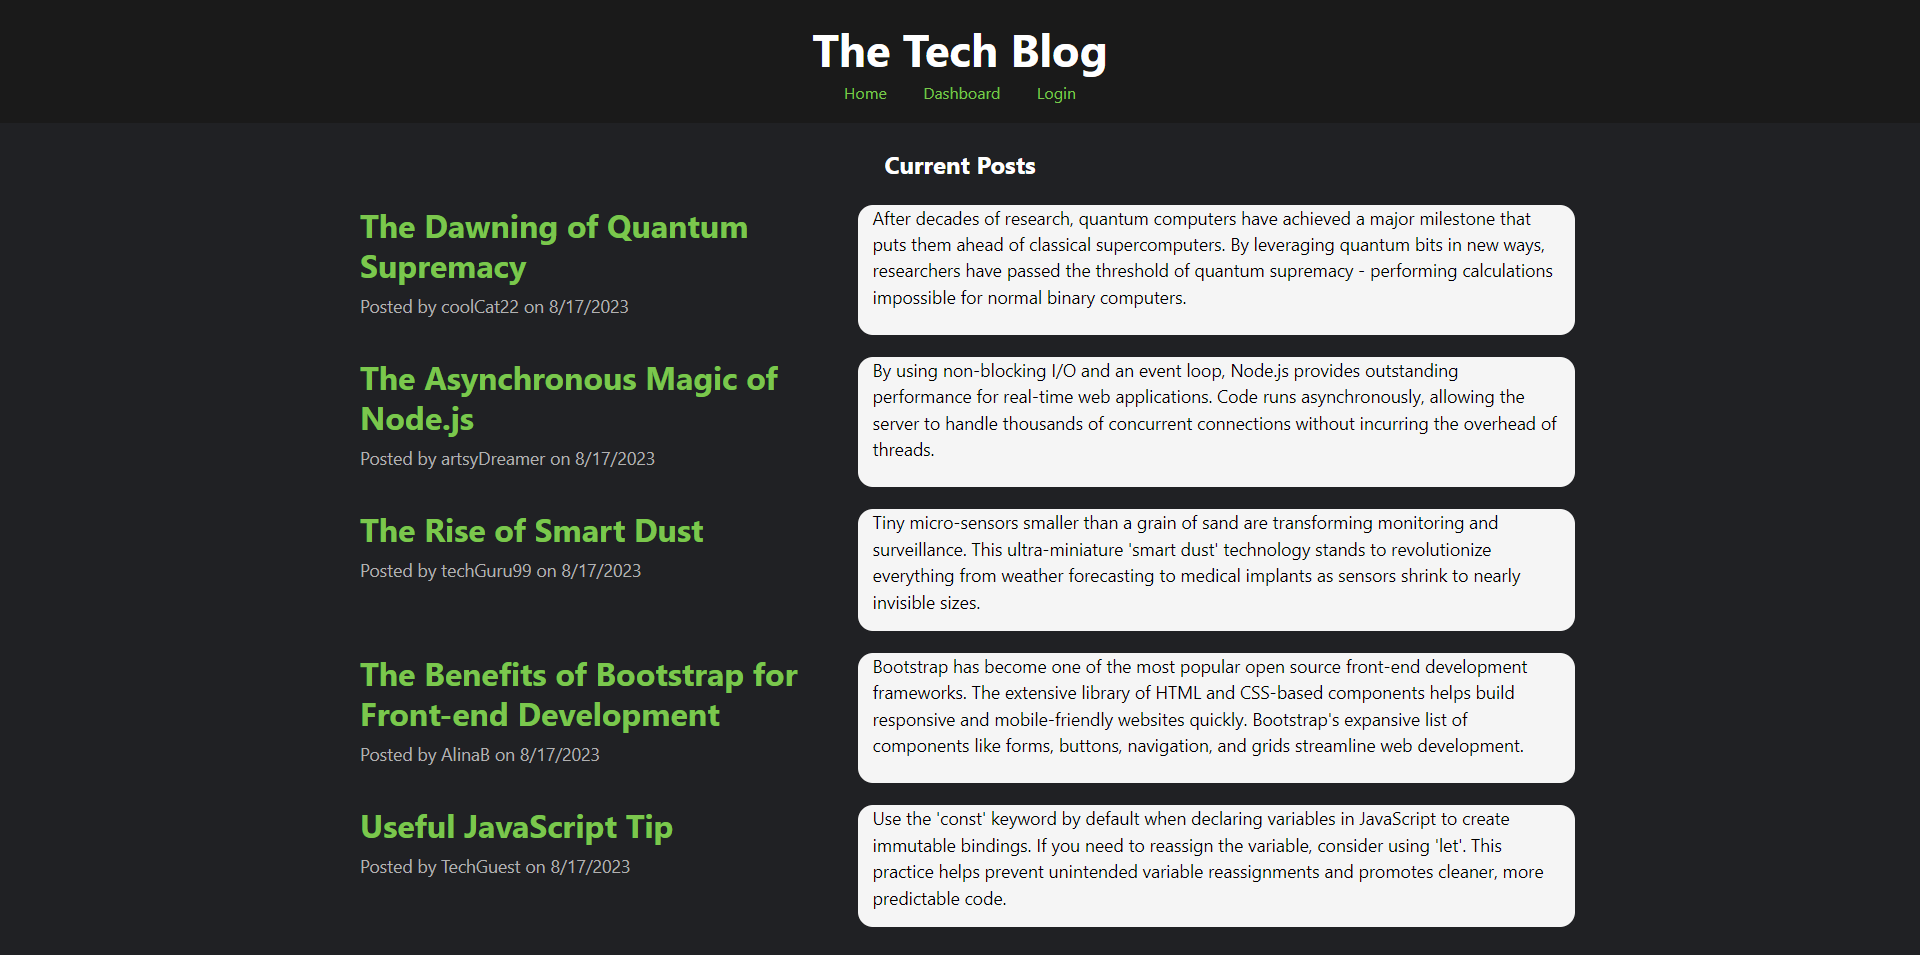 The Tech Blog
Home Dashboard Login
Current Posts
The Dawning of Quantum
Supremacy
Posted by coolCat22 on 8/17/2023
After decades of research, quantum computers have achieved a major milestone that
puts them ahead of classical supercomputers. By leveraging quantum bits in new ways,
researchers have passed the threshold of quantum supremacy - performing calculations
impossible for normal binary computers.
The Asynchronous Magic of
Node.js
Posted by artsyDreamer on 8/17/2023
By using non-blocking I/O and an event loop, Node.js provides outstanding
performance for real-time web applications. Code runs asynchronously, allowing the
server to handle thousands of concurrent connections without incurring the overhead of
threads.
The Rise of Smart Dust
Posted by techGuru99 on 8/17/2023
Tiny micro-sensors smaller than a grain of sand are transforming monitoring and
surveillance. This ultra-miniature 'smart dust' technology stands to revolutionize
everything from weather forecasting to medical implants as sensors shrink to nearly
invisible sizes.
The Benefits of Bootstrap for
Front-end Development
Posted by AlinaB on 8/17/2023
Bootstrap has become one of the most popular open source front-end development
frameworks. The extensive library of HTML and CSS-based components helps build
responsive and mobile-friendly websites quickly. Bootstrap's expansive list of
components like forms, buttons, navigation, and grids streamline web development.
Useful JavaScript Tip
Posted by TechGuest on 8/17/2023
Use the 'const' keyword by default when declaring variables in JavaScript to create
immutable bindings. If you need to reassign the variable, consider using 'let'. This
practice helps prevent unintended variable reassignments and promotes cleaner, more
predictable code.